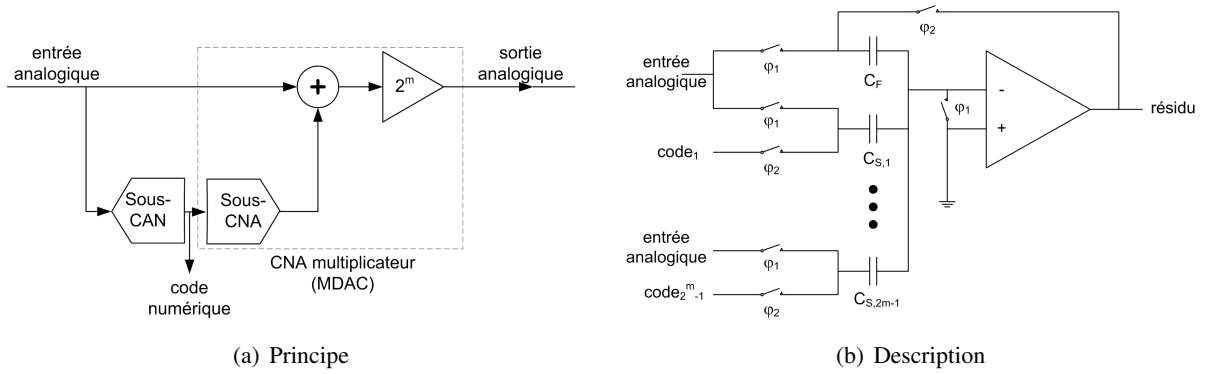 entrée
analogique
+
2^m
sortie
analogique
Sous-
CAN
Sous-
CNA
CNA multiplicateur
(MDAC)
code
numérique
(a) Principe
φ2
entrée
analogique
φ1
C_F
φ1
code_1
φ2
C_S,1
-
+
φ1
résidu
entrée
analogique
φ1
code_2^m-1
φ2
C_S,2m-1
(b) Description